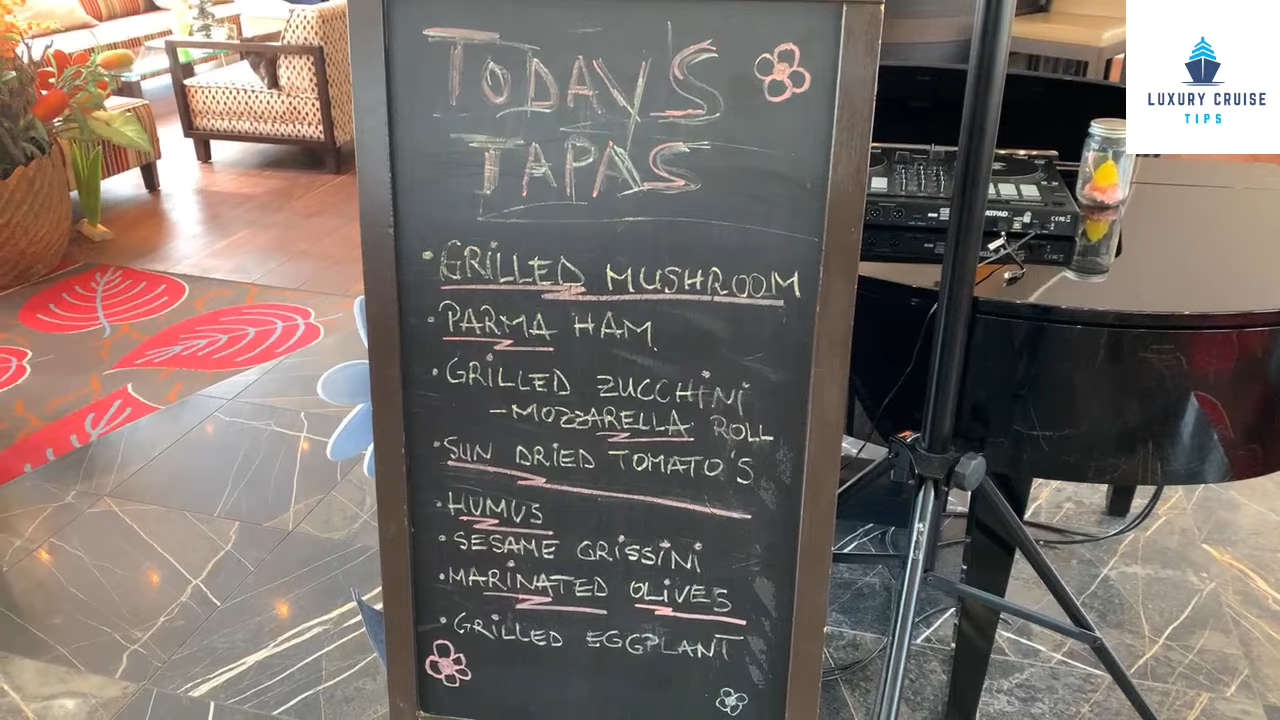 TODAY'S
TAPAS
• GRILLED MUSHROOM
• PARMA HAM
• GRILLED ZUCCHINI
-MOZZARELLA ROLL
• SUN DRIED TOMATO'S
• HUMUS
• SESAME GRISSINI
• MARINATED OLIVES
• GRILLED EGGPLANT
LUXURY CRUISE
TIPS